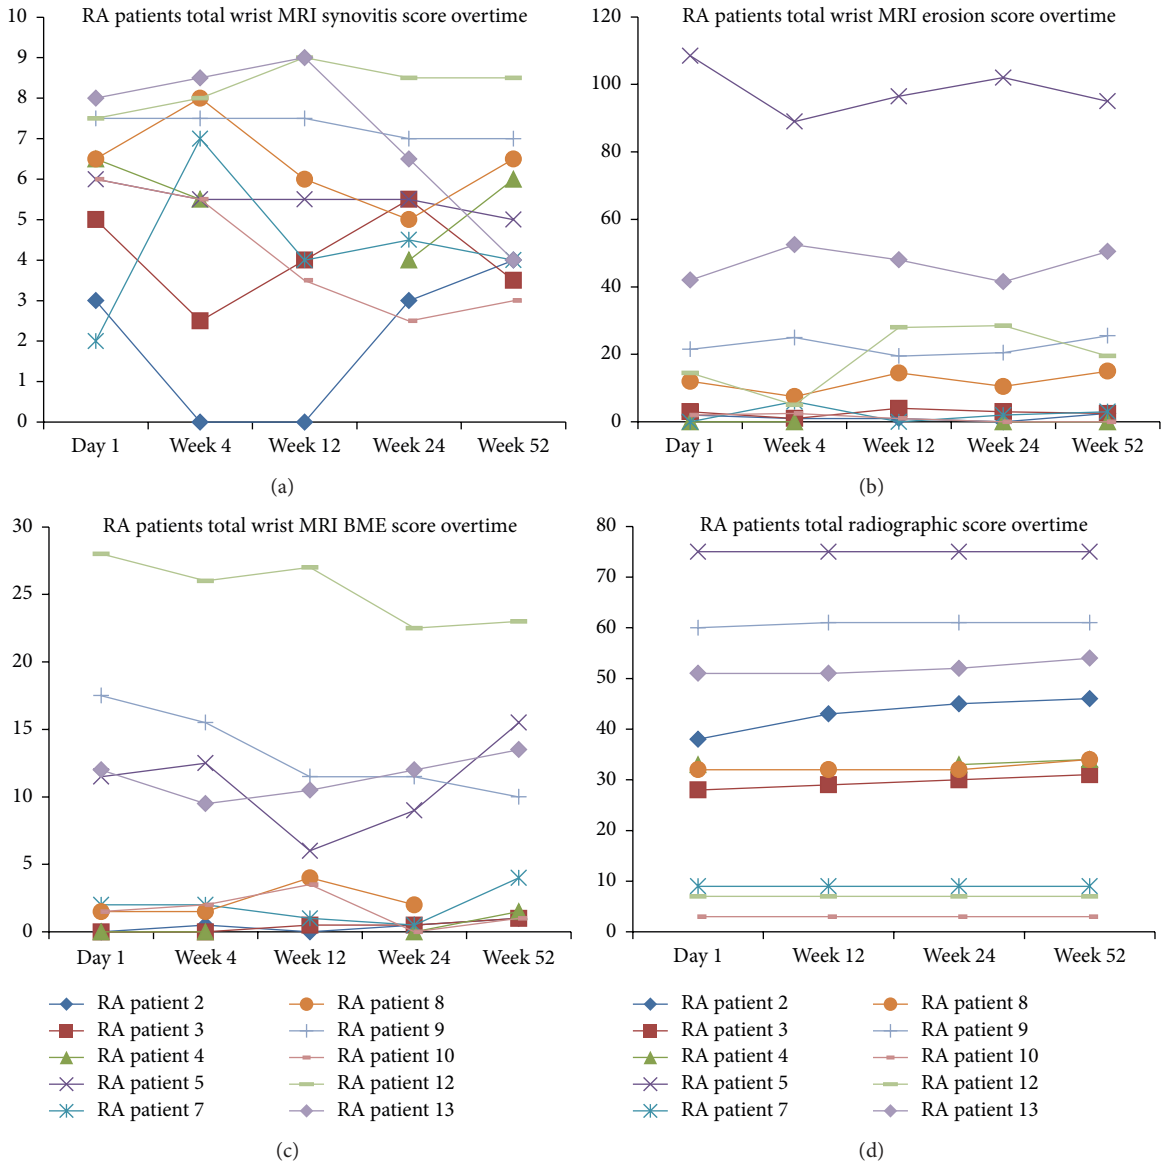 RA patients total wrist MRI synovitis score overtime
10
9
8
7
6
5
4
3
2
1
0
Day 1 Week 4 Week 12 Week 24 Week 52
(a)
RA patients total wrist MRI erosion score overtime
120
100
80
60
40
20
0
Day 1 Week 4 Week 12 Week 24 Week 52
(b)
RA patients total wrist MRI BME score overtime
30
25
20
15
10
5
0
Day 1 Week 4 Week 12 Week 24 Week 52
RA patient 2 RA patient 8
RA patient 3 RA patient 9
RA patient 4 RA patient 10
RA patient 5 RA patient 12
RA patient 7 RA patient 13
(c)
RA patients total radiographic score overtime
80
70
60
50
40
30
20
10
0
Day 1 Week 12 Week 24 Week 52
RA patient 2 RA patient 8
RA patient 3 RA patient 9
RA patient 4 RA patient 10
RA patient 5 RA patient 12
RA patient 7 RA patient 13
(d)